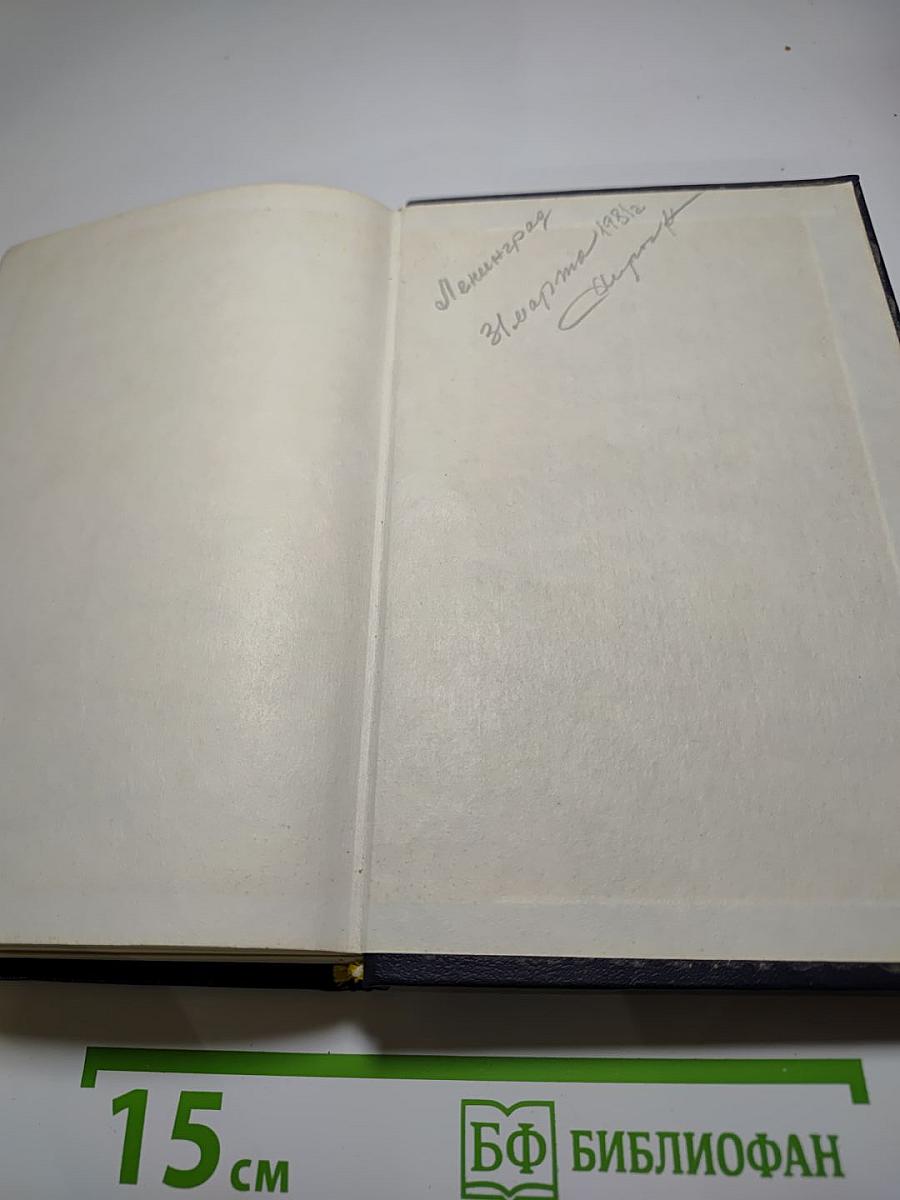 Ленинград
31 марта 1981г
15 см
БФ БИБЛИОФАН